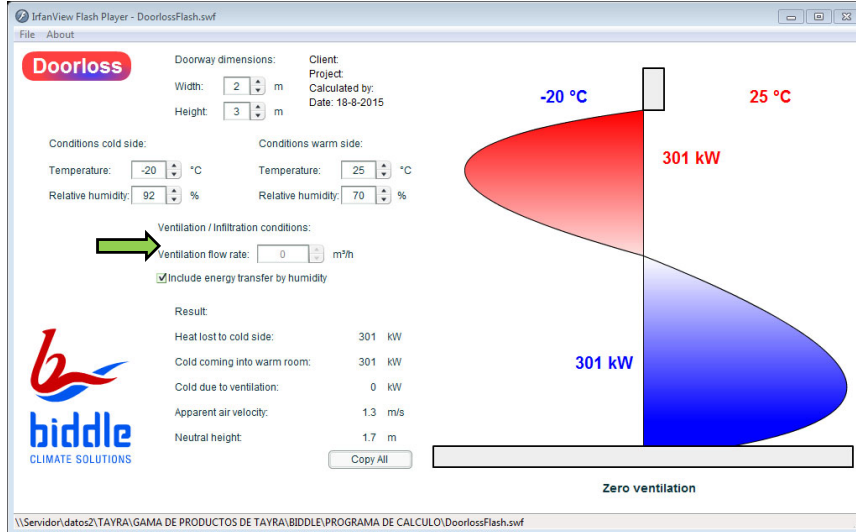 IrfanView Flash Player - DoorlossFlash.swf
File About
Doorloss
Doorway dimensions:
Width: 2 m
Height: 3 m
Client:
Project:
Calculated by:
Date: 18-8-2015
Conditions cold side:
Temperature: -20 °C
Relative humidity: 92 %
Conditions warm side:
Temperature: 25 °C
Relative humidity: 70 %
Ventilation / Infiltration conditions:
Ventilation flow rate: 0 m³/h
Include energy transfer by humidity
Result:
Heat lost to cold side: 301 kW
Cold coming into warm room: 301 kW
Cold due to ventilation: 0 kW
Apparent air velocity: 1.3 m/s
Neutral height: 1.7 m
Copy All
biddle
CLIMATE SOLUTIONS
-20 °C
25 °C
301 kW
301 kW
Zero ventilation
\\Servidor\datos2\TAYRA\GAMA DE PRODUCTOS DE TAYRA\BIDDLE\PROGRAMA DE CALCULO\DoorlossFlash.swf